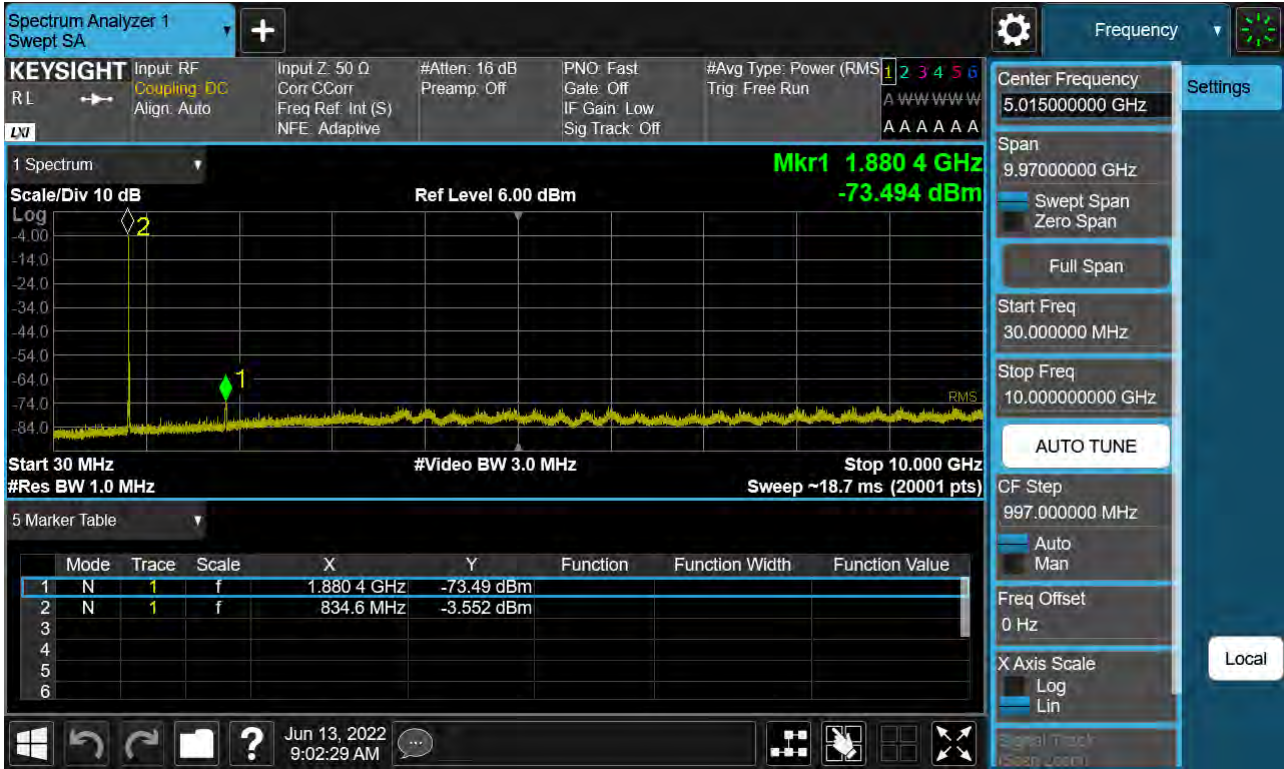 Spectrum Analyzer 1
Swept SA
Frequency
KEYSIGHT
RL
LXI
Input: RF
Coupling: DC
Align: Auto
Input Z: 50 Ω
Corr CCorr
Freq Ref: Int (S)
NFE: Adaptive
#Atten: 16 dB
Preamp: Off
PNO: Fast
Gate: Off
IF Gain: Low
Sig Track: Off
#Avg Type: Power (RMS
Trig: Free Run
1 2 3 4 5 6
A W W W W W
A A A A A A
1 Spectrum
Mkr1 1.880 4 GHz
-73.494 dBm
Scale/Div 10 dB
Ref Level 6.00 dBm
Log
-4.00
-14.0
-24.0
-34.0
-44.0
-54.0
-64.0
-74.0
-84.0
2
1
RMS
Start 30 MHz
#Video BW 3.0 MHz
Stop 10.000 GHz
#Res BW 1.0 MHz
Sweep ~18.7 ms (20001 pts)
5 Marker Table
Mode Trace Scale X Y Function Function Width Function Value
1 N 1 f 1.880 4 GHz -73.49 dBm
2 N 1 f 834.6 MHz -3.552 dBm
3
4
5
6
Jun 13, 2022
9:02:29 AM
Center Frequency
5.015000000 GHz
Settings
Span
9.97000000 GHz
Swept Span
Zero Span
Full Span
Start Freq
30.000000 MHz
Stop Freq
10.000000000 GHz
AUTO TUNE
CF Step
997.000000 MHz
Auto
Man
Freq Offset
0 Hz
X Axis Scale
Log
Lin
Local
Signal Track
(Span Zoom)